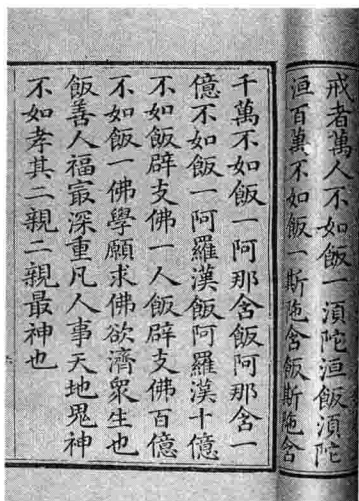 戒者萬人不如飯一湏陀洹飯湏陀
洹百萬不如飯一斯陁含飯斯陁含
千萬不如飯一阿那含飯阿那含一
億不如飯一阿羅漢飯阿羅漢十億
不如飯辟支佛一人飯辟支佛百億
不如飯一佛學願求佛欲濟衆生也
飯善人福冣深重凡人事天地鬼神
不如孝其二親二親最神也